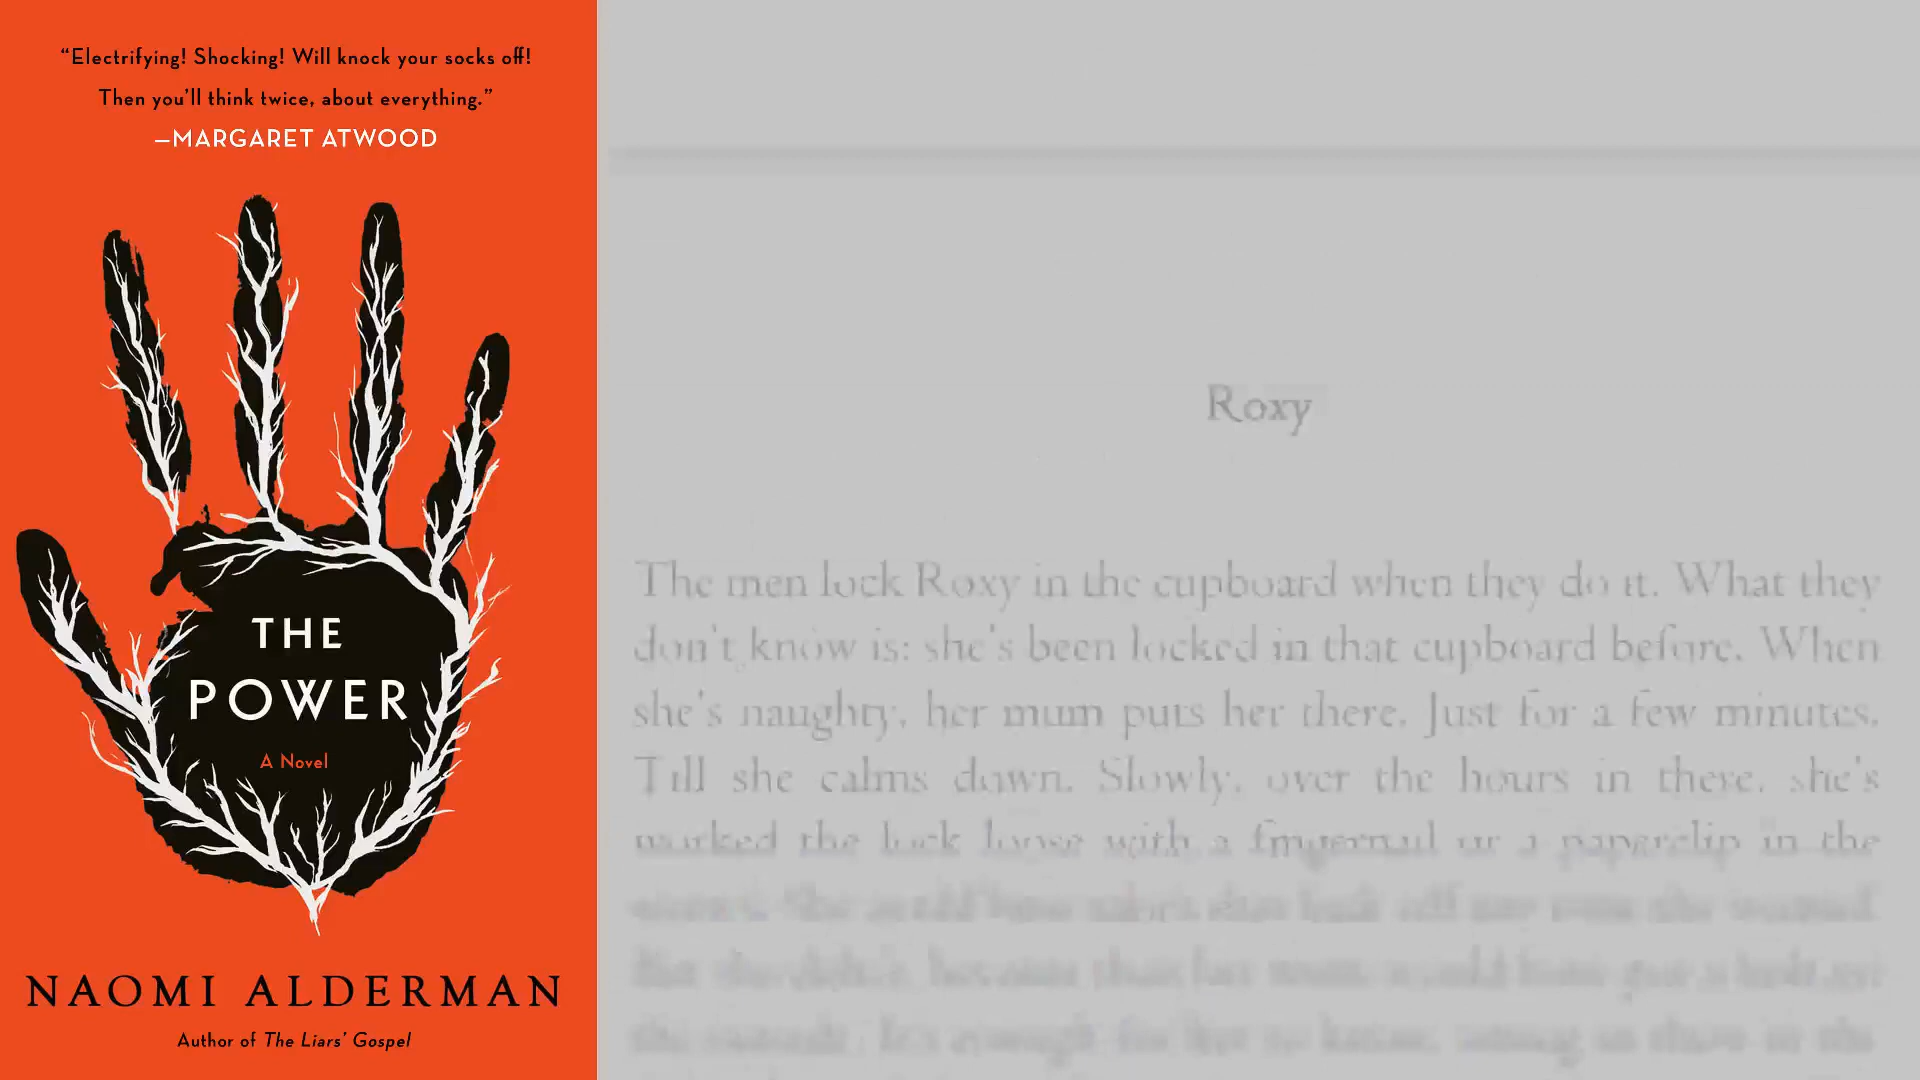 “Electrifying! Shocking! Will knock your socks off!
Then you’ll think twice, about everything.”
—MARGARET ATWOOD
THE
POWER
A Novel
NAOMI ALDERMAN
Author of The Liars’ Gospel
Roxy
The men lock Roxy in the cupboard when they do it. What they
don't know is: she's been locked in that cupboard before. When
she's naughty, her mum puts her there. Just for a few minutes.
Till she calms down. Slowly, over the hours in there, she's
worked the lock loose with a fingernail or a paperclip in the